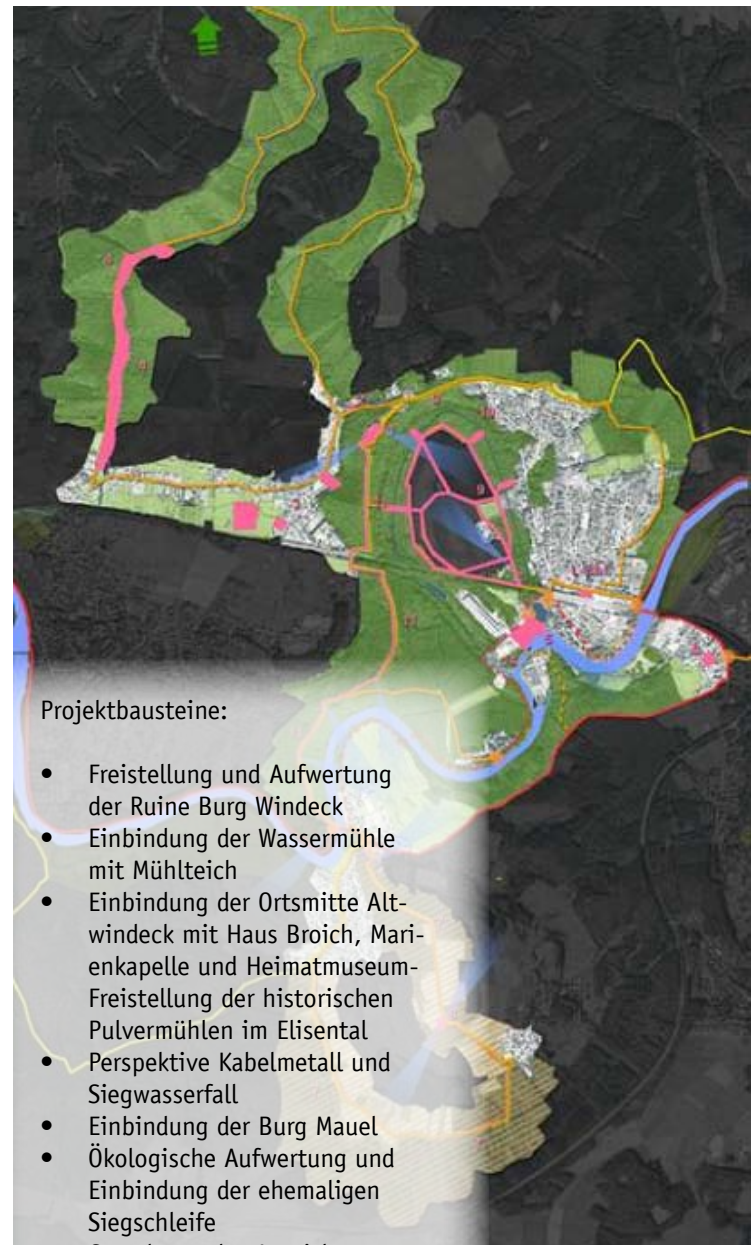 Projektbausteine:
• Freistellung und Aufwertung
der Ruine Burg Windeck
• Einbindung der Wassermühle
mit Mühlteich
• Einbindung der Ortsmitte Alt-
windeck mit Haus Broich, Mari-
enkapelle und Heimatmuseum-
Freistellung der historischen
Pulvermühlen im Elisental
• Perspektive Kabelmetall und
Siegwasserfall
• Einbindung der Burg Mauel
• Ökologische Aufwertung und
Einbindung der ehemaligen
Siegschleife